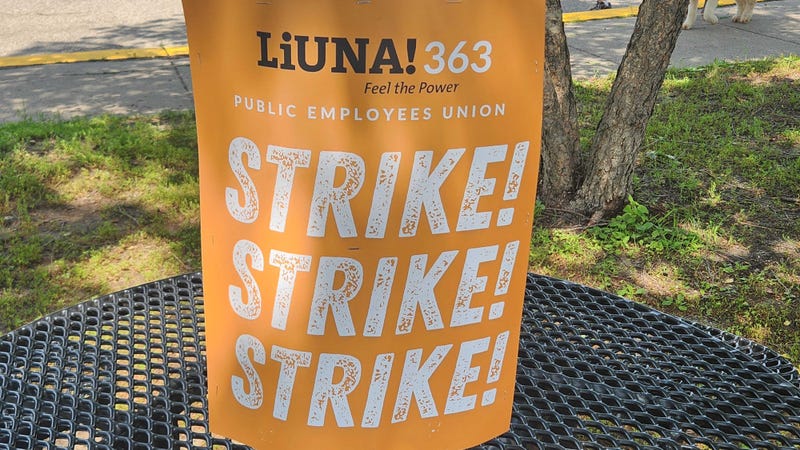 LiUNA! 363
Feel the Power
PUBLIC EMPLOYEES UNION
STRIKE!
STRIKE!
STRIKE!